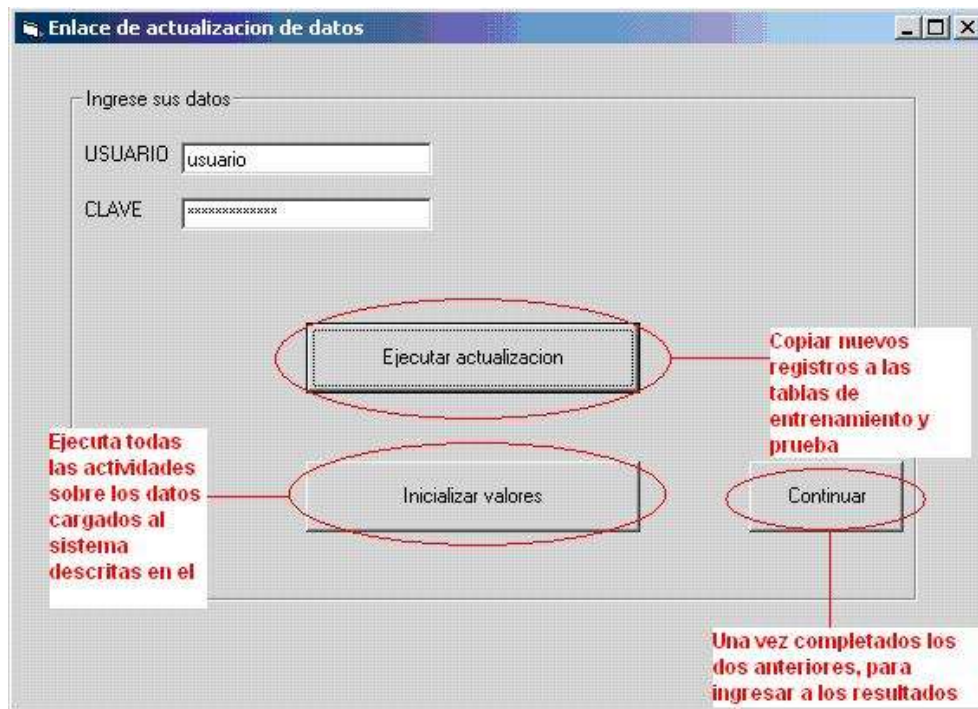 Enlace de actualizacion de datos
Ingrese sus datos
USUARIO usuario
CLAVE *************
Ejecutar actualizacion
Copiar nuevos
registros a las
tablas de
entrenamiento y
prueba
Ejecuta todas
las actividades
sobre los datos
cargados al
sistema
descritas en el
Inicializar valores
Continuar
Una vez completados los
dos anteriores, para
ingresar a los resultados